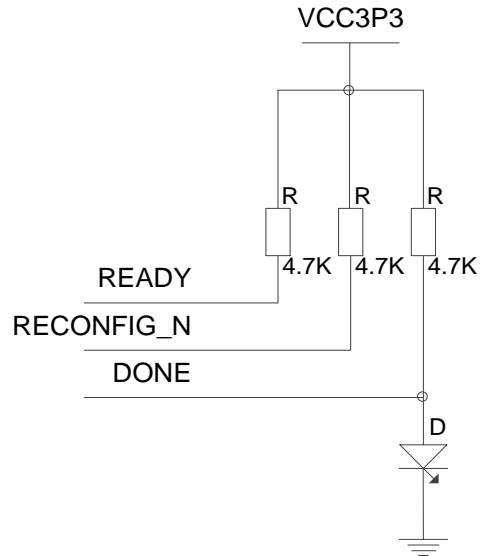 VCC3P3
R R R
4.7K 4.7K 4.7K
READY
RECONFIG_N
DONE
D